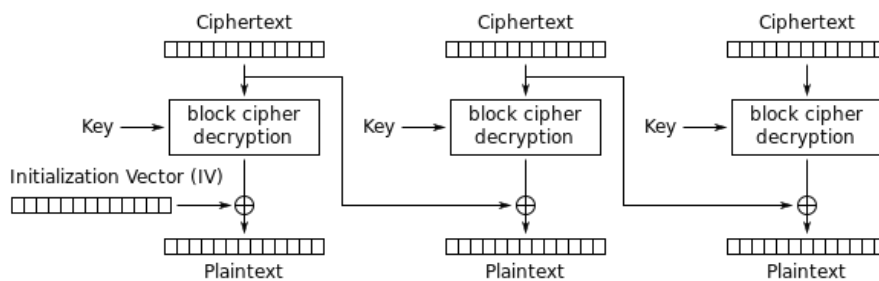 Ciphertext
Ciphertext
Ciphertext
Key
block cipher
decryption
Key
block cipher
decryption
Key
block cipher
decryption
Initialization Vector (IV)
Plaintext
Plaintext
Plaintext